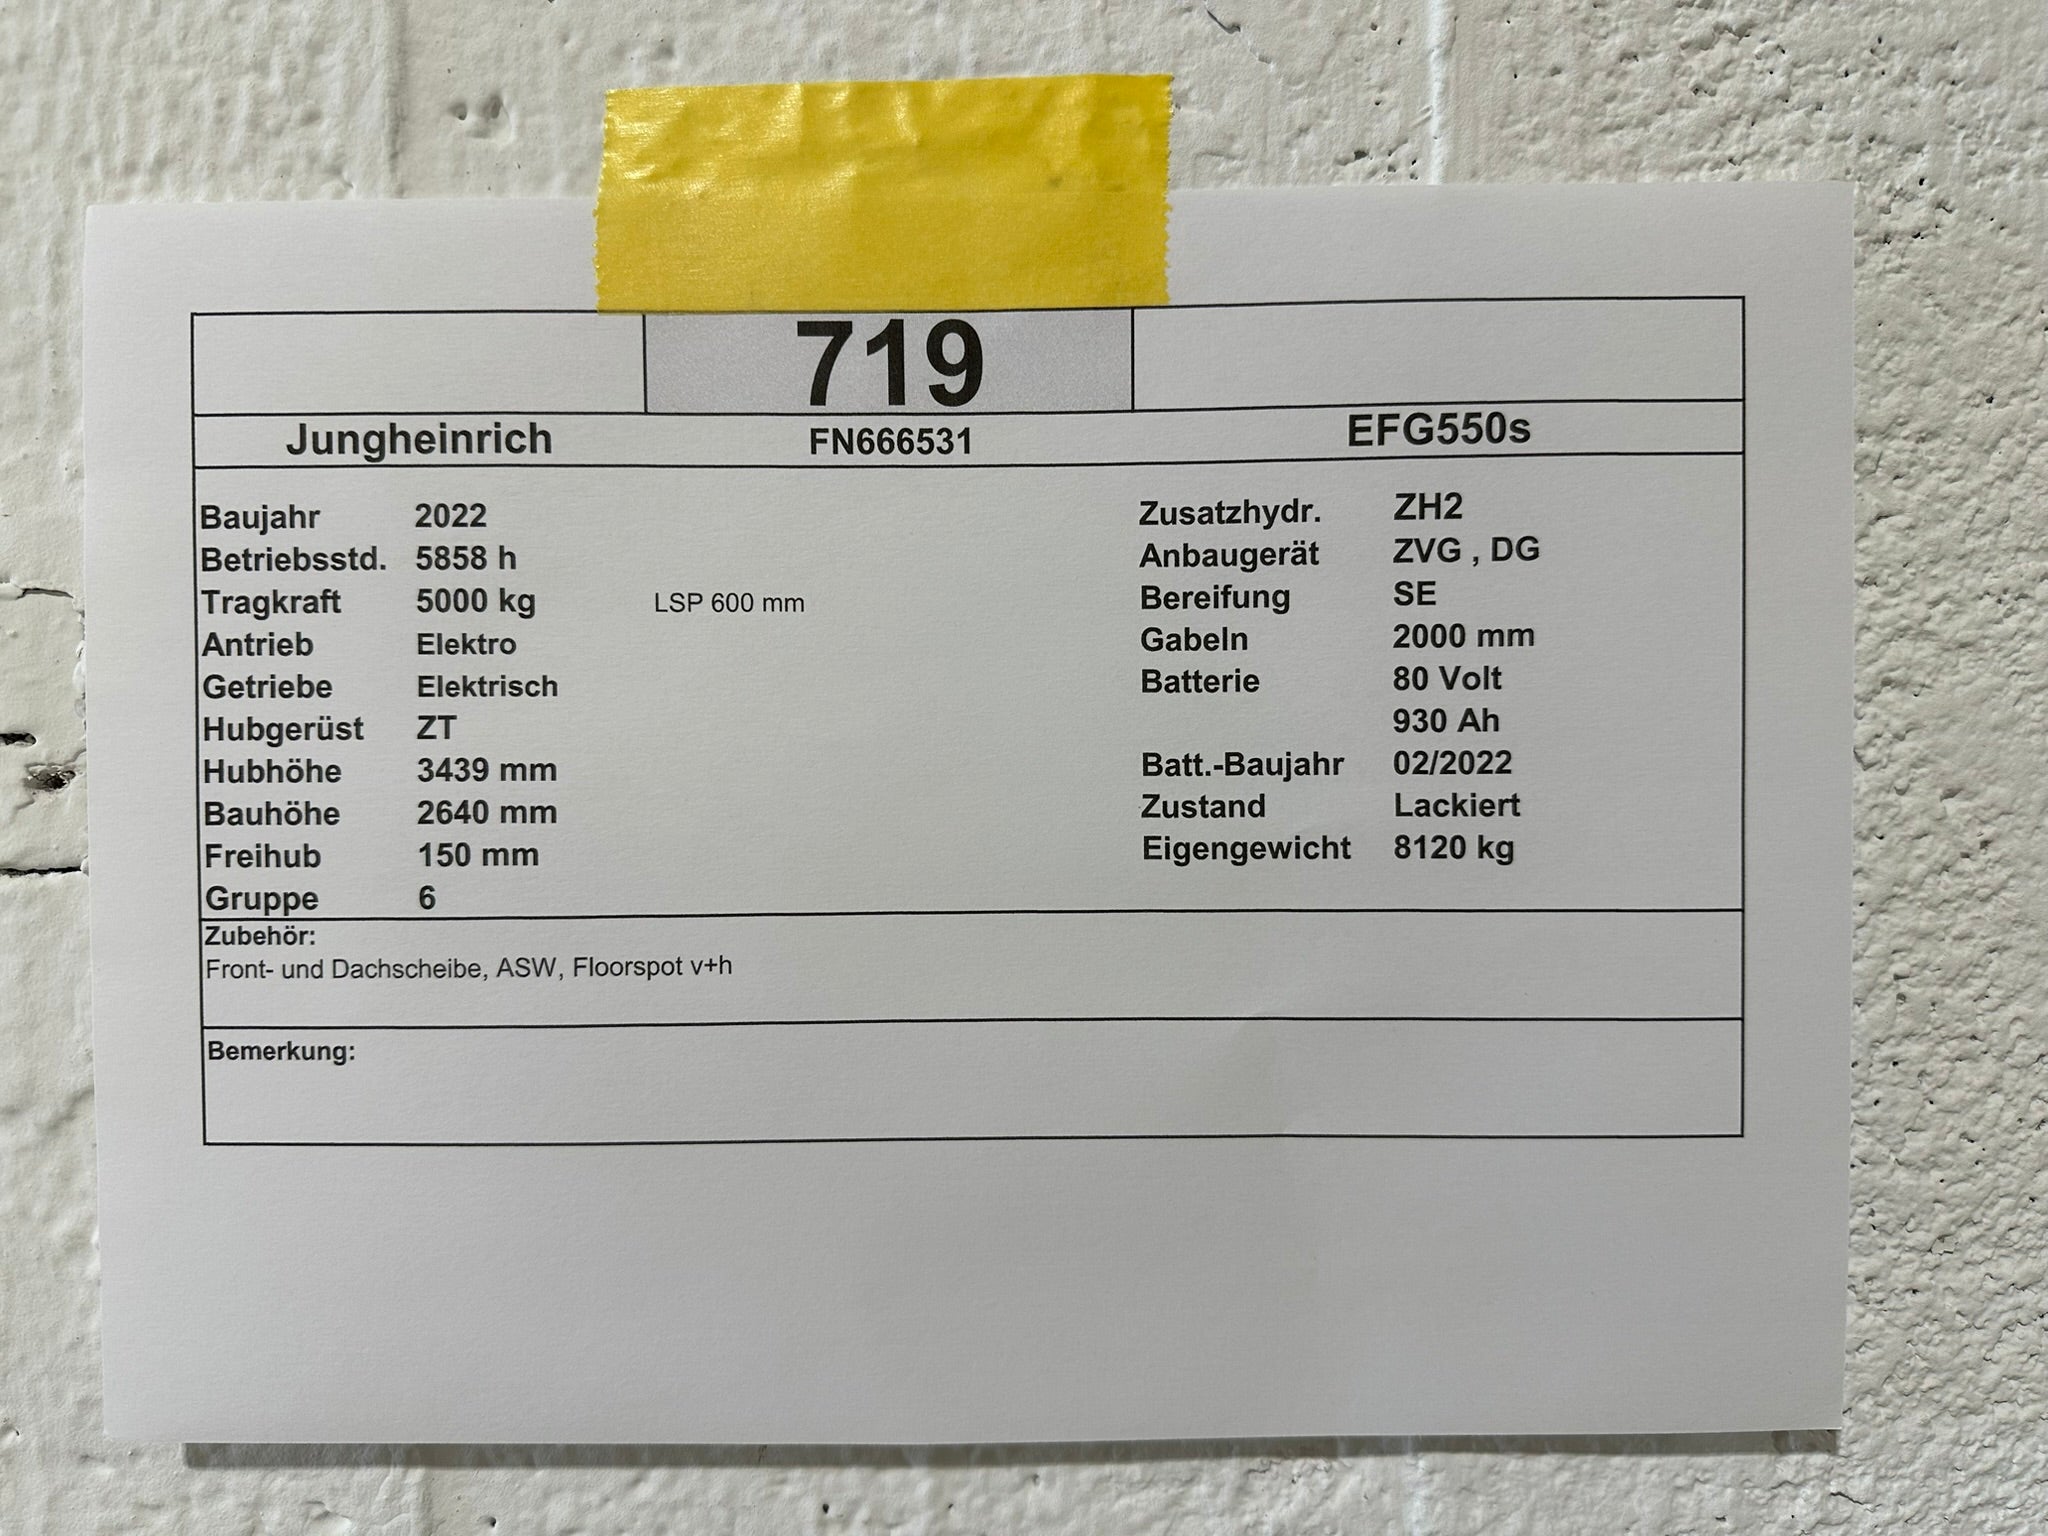 719
Jungheinrich FN666531 EFG550s
Baujahr 2022
Betriebsstd. 5858 h
Tragkraft 5000 kg LSP 600 mm
Antrieb Elektro
Getriebe Elektrisch
Hubgerüst ZT
Hubhöhe 3439 mm
Bauhöhe 2640 mm
Freihub 150 mm
Gruppe 6
Zusatzhydr. ZH2
Anbaugerät ZVG , DG
Bereifung SE
Gabeln 2000 mm
Batterie 80 Volt
930 Ah
Batt.-Baujahr 02/2022
Zustand Lackiert
Eigengewicht 8120 kg
Zubehör:
Front- und Dachscheibe, ASW, Floorspot v+h
Bemerkung: